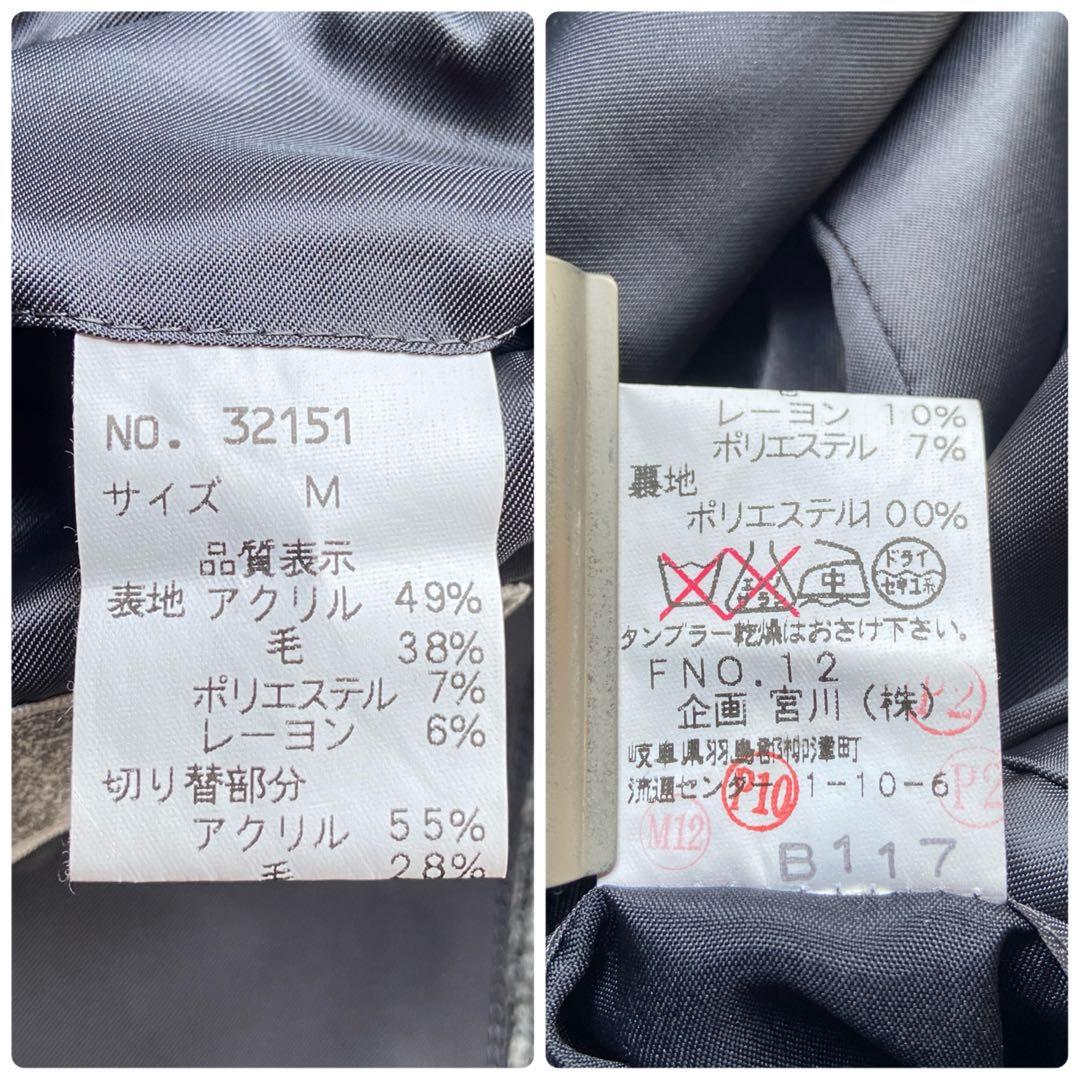 NO. 32151
サイズ M
品質表示
表地 アクリル 49%
毛 38%
ポリエステル 7%
レーヨン 6%
切り替部分
アクリル 55%
毛 28%
レーヨン 10%
ポリエステル 7%
裏地
ポリエステル100%
エンソ サラシ 中 ドライ セキユ系
タンブラー乾燥はおさけ下さい。
FNO.12
企画 宮川(株)
P2
岐阜県羽島郡柳津町
流通センター 1-10-6
P10
P2
M12
B117